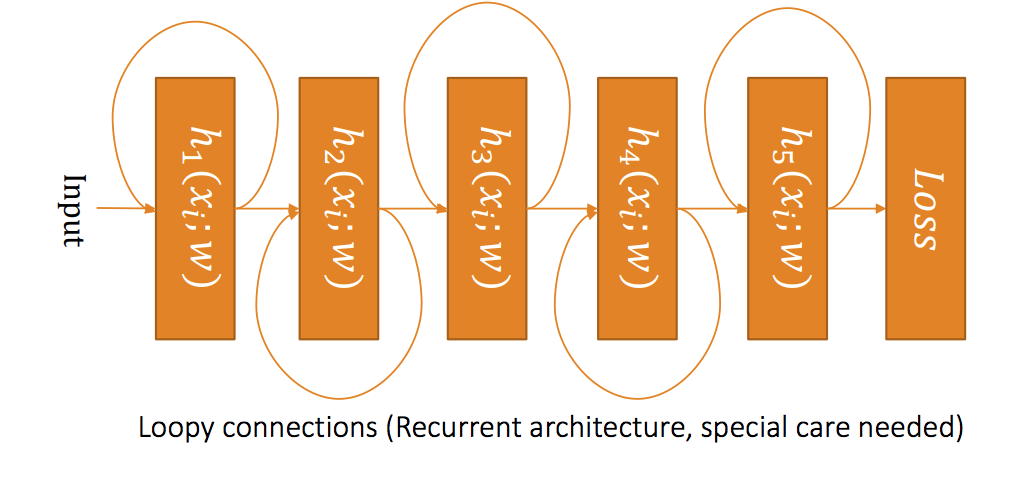 Input
h₁(xᵢ; w)
h₂(xᵢ; w)
h₃(xᵢ; w)
h₄(xᵢ; w)
h₅(xᵢ; w)
Loss
Loopy connections (Recurrent architecture, special care needed)